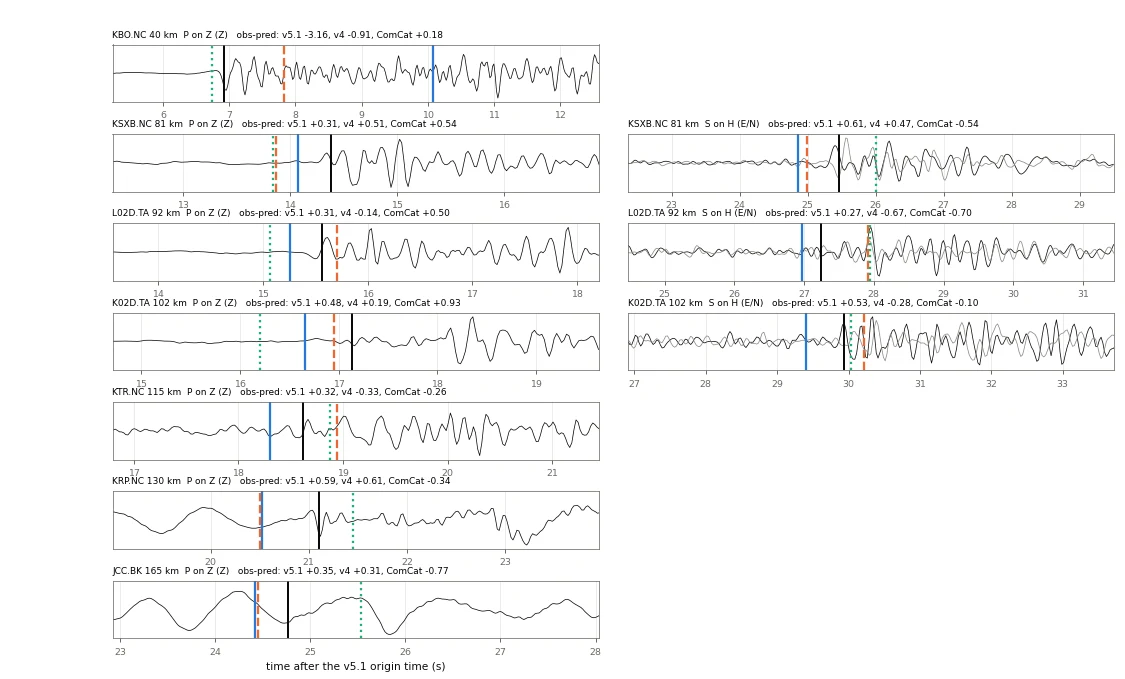 KBO.NC 40 km  P on Z (Z)   obs-pred: v5.1 -3.16, v4 -0.91, ComCat +0.18
6 7 8 9 10 11 12
KSXB.NC 81 km  P on Z (Z)   obs-pred: v5.1 +0.31, v4 +0.51, ComCat +0.54
13 14 15 16
KSXB.NC 81 km  S on H (E/N)   obs-pred: v5.1 +0.61, v4 +0.47, ComCat -0.54
23 24 25 26 27 28 29
L02D.TA 92 km  P on Z (Z)   obs-pred: v5.1 +0.31, v4 -0.14, ComCat +0.50
14 15 16 17 18
L02D.TA 92 km  S on H (E/N)   obs-pred: v5.1 +0.27, v4 -0.67, ComCat -0.70
25 26 27 28 29 30 31
K02D.TA 102 km  P on Z (Z)   obs-pred: v5.1 +0.48, v4 +0.19, ComCat +0.93
15 16 17 18 19
K02D.TA 102 km  S on H (E/N)   obs-pred: v5.1 +0.53, v4 -0.28, ComCat -0.10
27 28 29 30 31 32 33
KTR.NC 115 km  P on Z (Z)   obs-pred: v5.1 +0.32, v4 -0.33, ComCat -0.26
17 18 19 20 21
KRP.NC 130 km  P on Z (Z)   obs-pred: v5.1 +0.59, v4 +0.61, ComCat -0.34
20 21 22 23
JCC.BK 165 km  P on Z (Z)   obs-pred: v5.1 +0.35, v4 +0.31, ComCat -0.77
23 24 25 26 27 28
time after the v5.1 origin time (s)